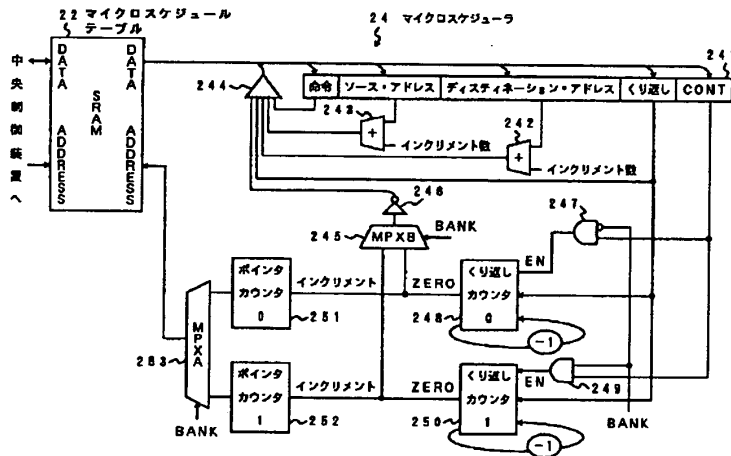 22 マイクロスケジュール
テーブル
24 マイクロスケジューラ
中央制御装置へ
DATA
ADDRESS
SRAM
DATA
ADDRESS
244
命令 ソース・アドレス ディスティネーション・アドレス くり返し CONT
243
+
インクリメント数
242
+
インクリメント数
246
245
MPXB
BANK
247
EN
ポインタ
カウンタ
0
251
インクリメント
ZERO
くり返し
カウンタ
0
248
-1
MPXA
253
BANK
ポインタ
カウンタ
1
252
インクリメント
ZERO
EN
くり返し
カウンタ
1
250
249
-1
BANK